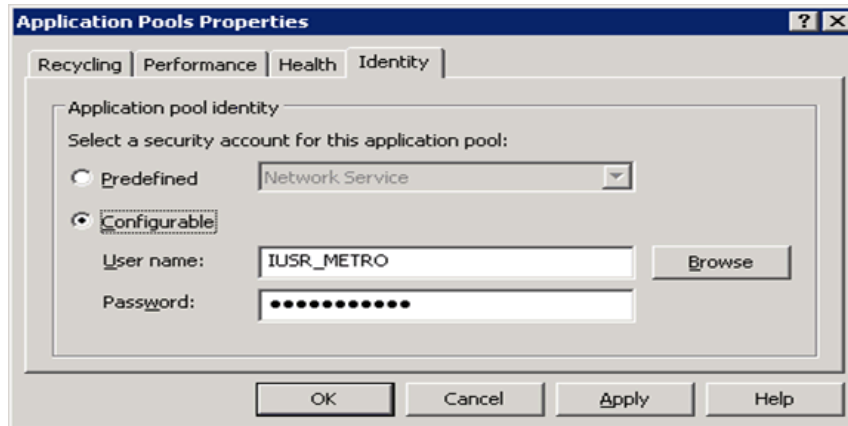 Application Pools Properties
Recycling Performance Health Identity
Application pool identity
Select a security account for this application pool:
Predefined Network Service
Configurable
User name: IUSR_METRO Browse
Password: ●●●●●●●●●●●
OK Cancel Apply Help